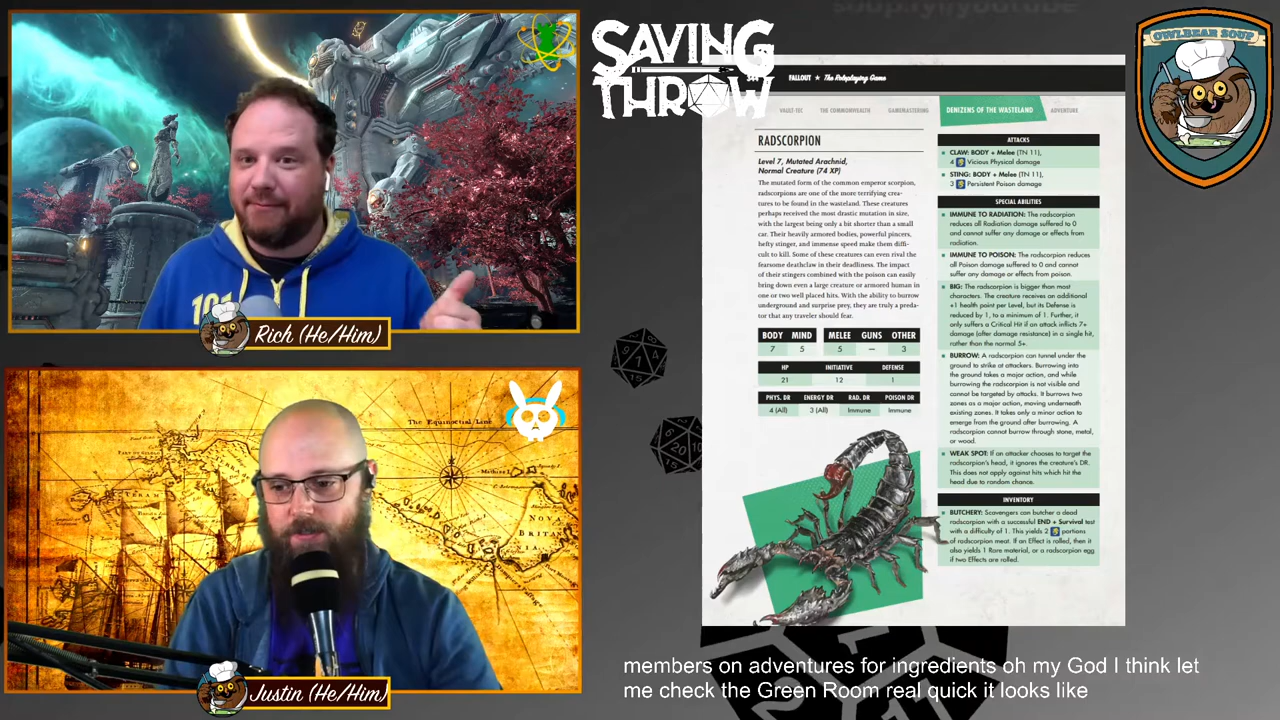 Rich (He/Him)
The Equinoctial Line
Justin (He/Him)
SAVING
THROW
OWLBEAR SOUP
FALLOUT ★ The Roleplaying Game
VAULT-TEC THE COMMONWEALTH GAMEMASTERING DENIZENS OF THE WASTELAND ADVENTURE
RADSCORPION
Level 7, Mutated Arachnid,
Normal Creature (74 XP)
The mutated form of the common emperor scorpion,
radscorpions are one of the more terrifying crea-
tures to be found in the wasteland. These creatures
perhaps received the most drastic mutation in size,
with the largest being only a bit shorter than a small
car. Their heavily armored bodies, powerful pincers,
hefty stinger, and immense speed make them diffi-
cult to kill. Some of these creatures can even rival the
fearsome deathclaw in their deadliness. The impact
of their stingers combined with the poison can easily
bring down even a large creature or armored human in
one or two well placed hits. With the ability to burrow
underground and surprise prey, they are truly a preda-
tor that any traveler should fear.
BODY MIND MELEE GUNS OTHER
7 5 5 — 3
HP INITIATIVE DEFENSE
21 12 1
PHYS. DR ENERGY DR RAD. DR POISON DR
4 (All) 3 (All) Immune Immune
ATTACKS
CLAW: BODY + Melee (TN 11),
4 Vicious Physical damage
STING: BODY + Melee (TN 11),
3 Persistent Poison damage
SPECIAL ABILITIES
IMMUNE TO RADIATION: The radscorpion
reduces all Radiation damage suffered to 0
and cannot suffer any damage or effects from
radiation.
IMMUNE TO POISON: The radscorpion reduces
all Poison damage suffered to 0 and cannot
suffer any damage or effects from poison.
BIG: The radscorpion is bigger than most
characters. The creature receives an additional
+1 health point per Level, but its Defense is
reduced by 1, to a minimum of 1. Further, it
only suffers a Critical Hit if an attack inflicts 7+
damage (after damage resistance) in a single hit,
rather than the normal 5+.
BURROW: A radscorpion can tunnel under the
ground to strike at attackers. Burrowing into
the ground takes a major action, and while
burrowing the radscorpion is not visible and
cannot be targeted by attacks. It burrows two
zones as a major action, moving underneath
existing zones. It takes only a minor action to
emerge from the ground after burrowing. A
radscorpion cannot burrow through stone, metal,
or wood.
WEAK SPOT: If an attacker chooses to target the
radscorpion's head, it ignores the creature's DR.
This does not apply against hits which hit the
head due to random chance.
INVENTORY
BUTCHERY: Scavengers can butcher a dead
radscorpion with a successful END + Survival test
with a difficulty of 1. This yields 2 portions
of radscorpion meat. If an Effect is rolled, then it
also yields 1 Rare material, or a radscorpion egg
if two Effects are rolled.
members on adventures for ingredients oh my God I think let
me check the Green Room real quick it looks like